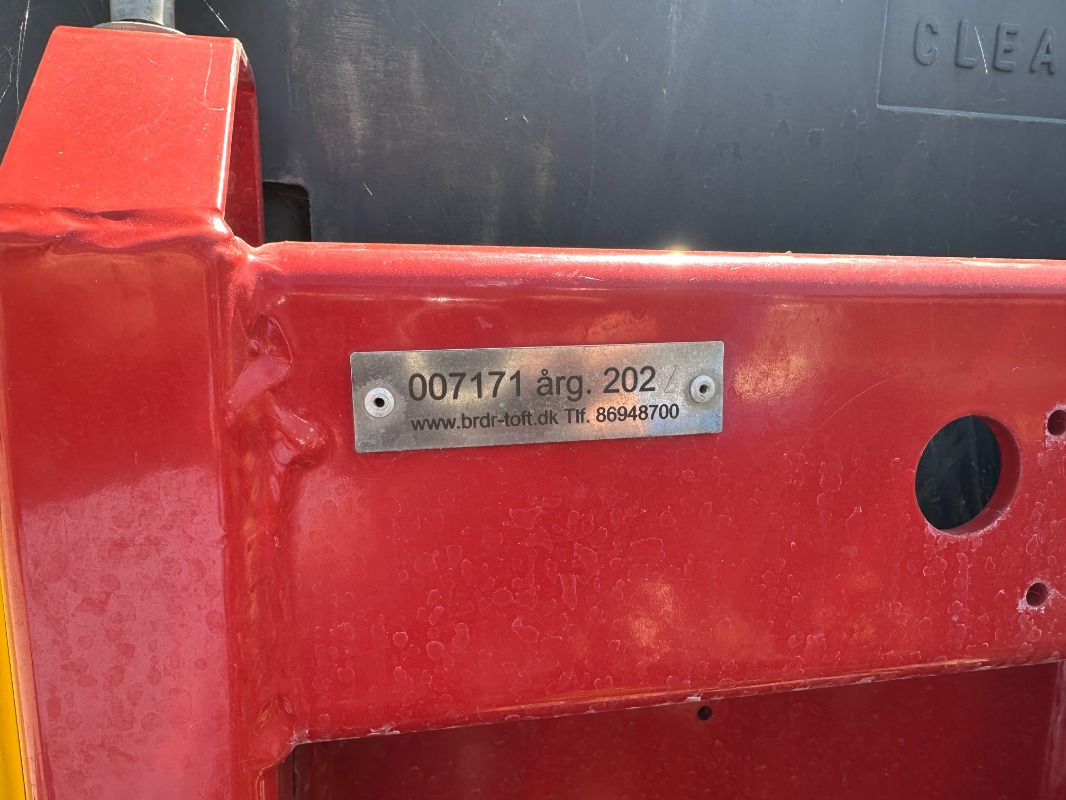 CLEA
007171 årg. 202
www.brdr-toft.dk Tlf. 86948700